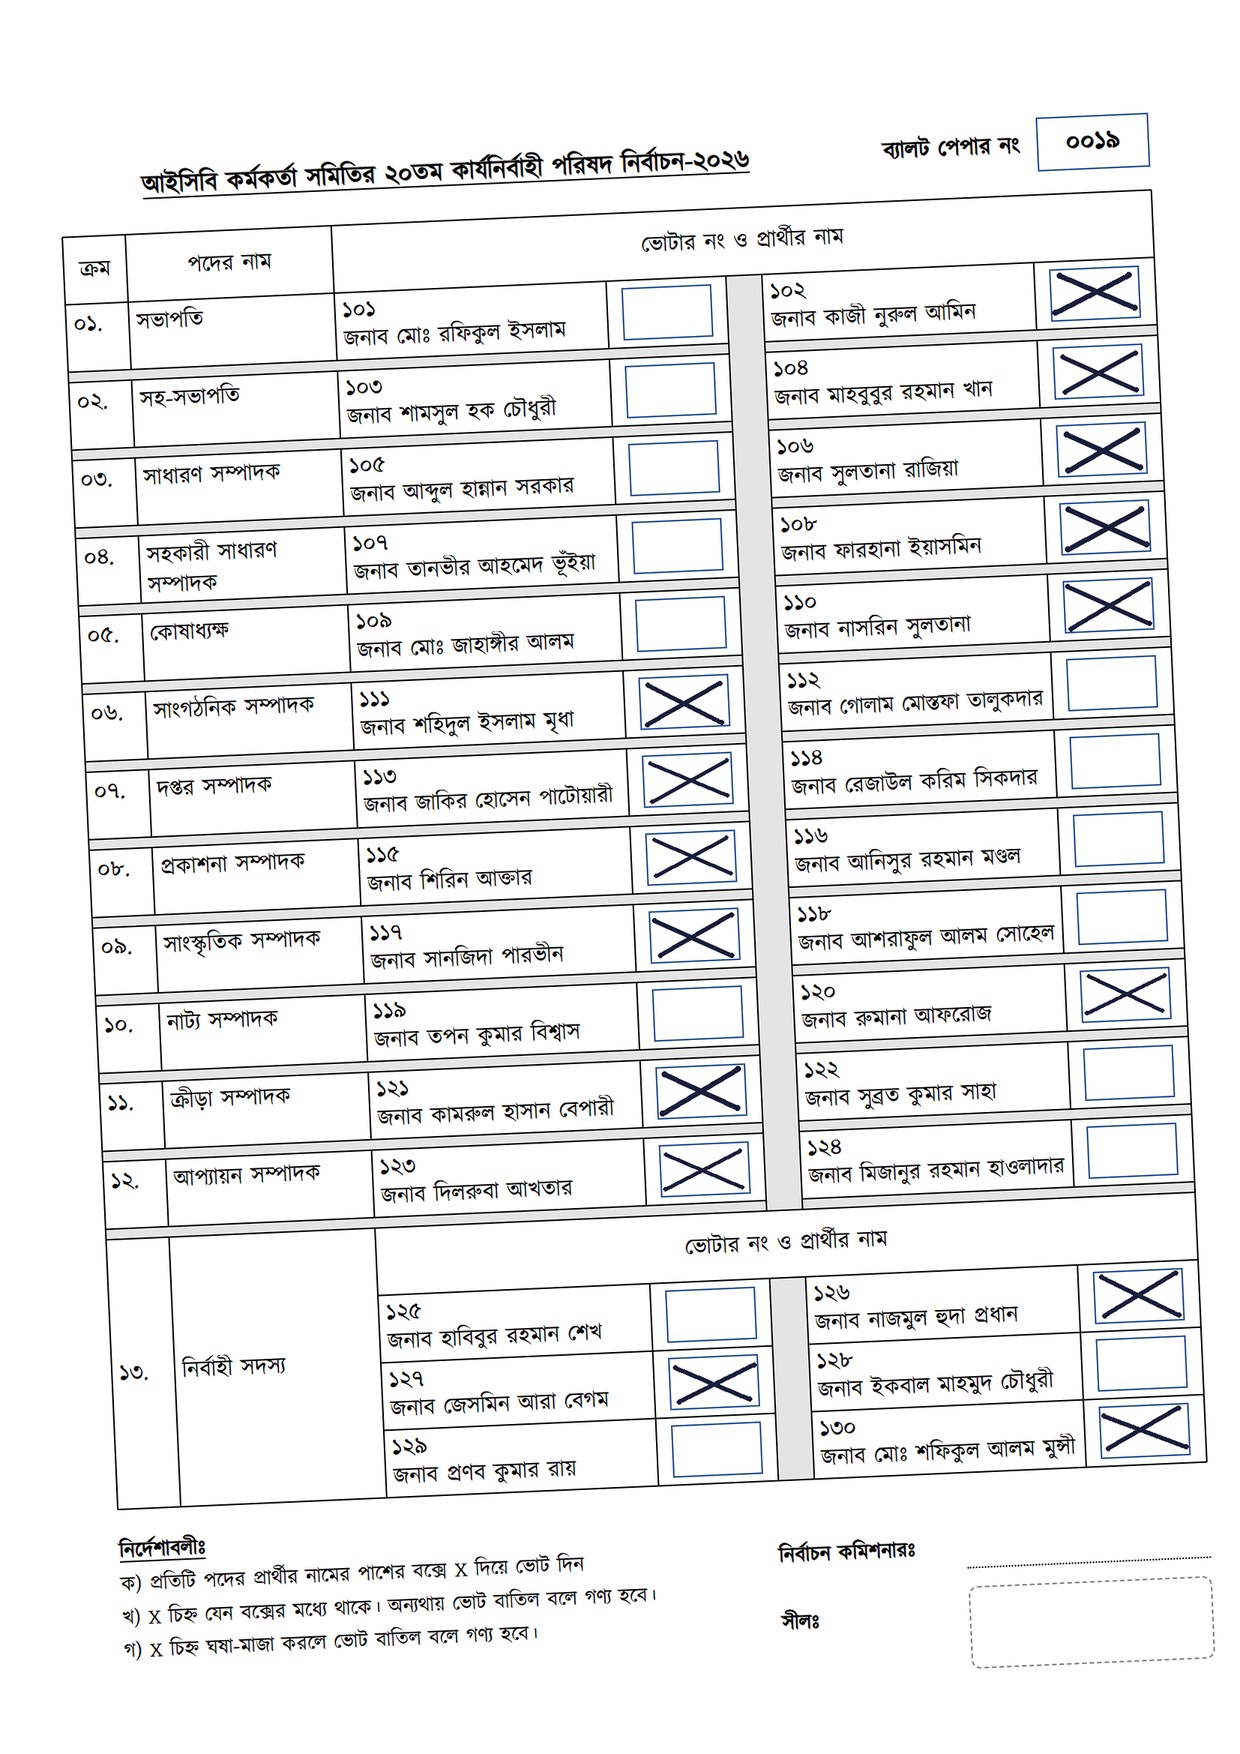 ব্যালট পেপার নং ০০১৯
আইসিবি কর্মকর্তা সমিতির ২০তম কার্যনির্বাহী পরিষদ নির্বাচন-২০২৬
ক্রম পদের নাম ভোটার নং ও প্রার্থীর নাম
০১. সভাপতি ১০১ ১০২
জনাব মোঃ রফিকুল ইসলাম জনাব কাজী নুরুল আমিন
০২. সহ-সভাপতি ১০৩ ১০৪
জনাব শামসুল হক চৌধুরী জনাব মাহবুবুর রহমান খান
০৩. সাধারণ সম্পাদক ১০৫ ১০৬
জনাব আব্দুল হান্নান সরকার জনাব সুলতানা রাজিয়া
০৪. সহকারী সাধারণ ১০৭ ১০৮
সম্পাদক জনাব তানভীর আহমেদ ভূঁইয়া জনাব ফারহানা ইয়াসমিন
০৫. কোষাধ্যক্ষ ১০৯ ১১০
জনাব মোঃ জাহাঙ্গীর আলম জনাব নাসরিন সুলতানা
০৬. সাংগঠনিক সম্পাদক ১১১ ১১২
জনাব শহিদুল ইসলাম মৃধা জনাব গোলাম মোস্তফা তালুকদার
০৭. দপ্তর সম্পাদক ১১৩ ১১৪
জনাব জাকির হোসেন পাটোয়ারী জনাব রেজাউল করিম সিকদার
০৮. প্রকাশনা সম্পাদক ১১৫ ১১৬
জনাব শিরিন আক্তার জনাব আনিসুর রহমান মণ্ডল
০৯. সাংস্কৃতিক সম্পাদক ১১৭ ১১৮
জনাব সানজিদা পারভীন জনাব আশরাফুল আলম সোহেল
১০. নাট্য সম্পাদক ১১৯ ১২০
জনাব তপন কুমার বিশ্বাস জনাব রুমানা আফরোজ
১১. ক্রীড়া সম্পাদক ১২১ ১২২
জনাব কামরুল হাসান বেপারী জনাব সুব্রত কুমার সাহা
১২. আপ্যায়ন সম্পাদক ১২৩ ১২৪
জনাব দিলরুবা আখতার জনাব মিজানুর রহমান হাওলাদার
ভোটার নং ও প্রার্থীর নাম
১২৫ ১২৬
জনাব হাবিবুর রহমান শেখ জনাব নাজমুল হুদা প্রধান
১৩. নির্বাহী সদস্য ১২৭ ১২৮
জনাব জেসমিন আরা বেগম জনাব ইকবাল মাহমুদ চৌধুরী
১২৯ ১৩০
জনাব প্রণব কুমার রায় জনাব মোঃ শফিকুল আলম মুন্সী
নির্দেশাবলীঃ
ক) প্রতিটি পদের প্রার্থীর নামের পাশের বক্সে X দিয়ে ভোট দিন
খ) X চিহ্ন যেন বক্সের মধ্যে থাকে। অন্যথায় ভোট বাতিল বলে গণ্য হবে।
গ) X চিহ্ন ঘষা-মাজা করলে ভোট বাতিল বলে গণ্য হবে।
নির্বাচন কমিশনারঃ
সীলঃ